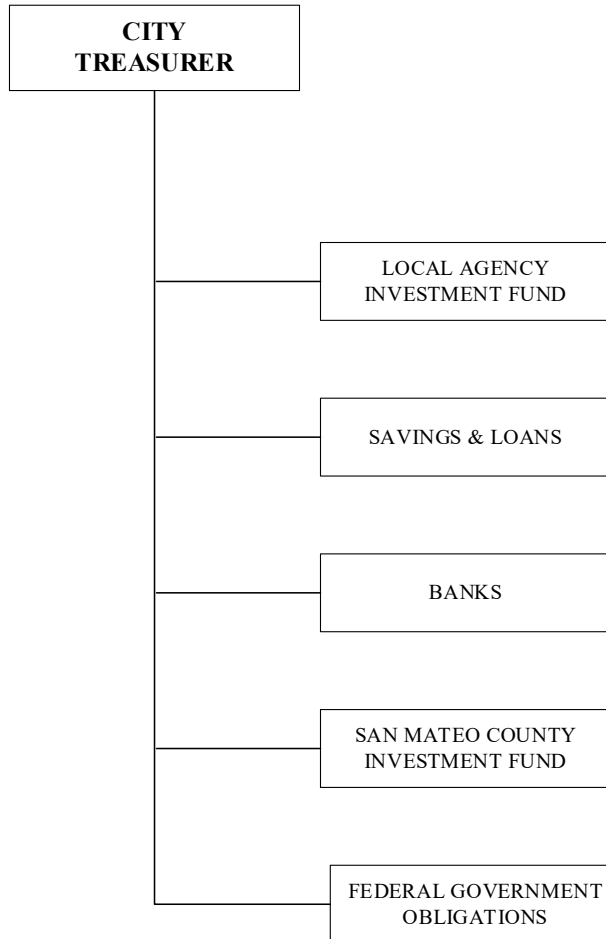 CITY
TREASURER
LOCAL AGENCY
INVESTMENT FUND
SAVINGS & LOANS
BANKS
SAN MATEO COUNTY
INVESTMENT FUND
FEDERAL GOVERNMENT
OBLIGATIONS